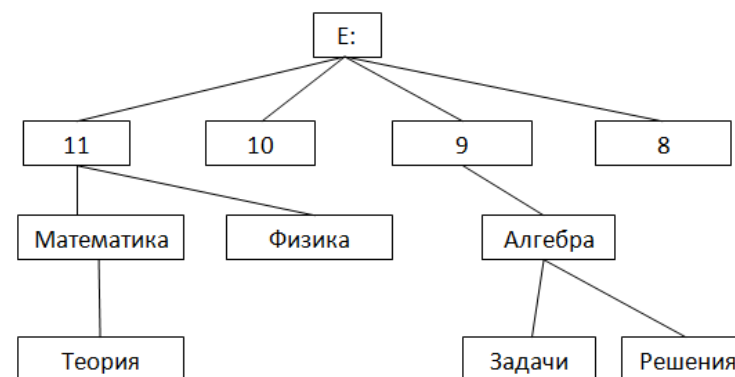 E:
11 10 9 8
Математика Физика Алгебра
Теория Задачи Решения